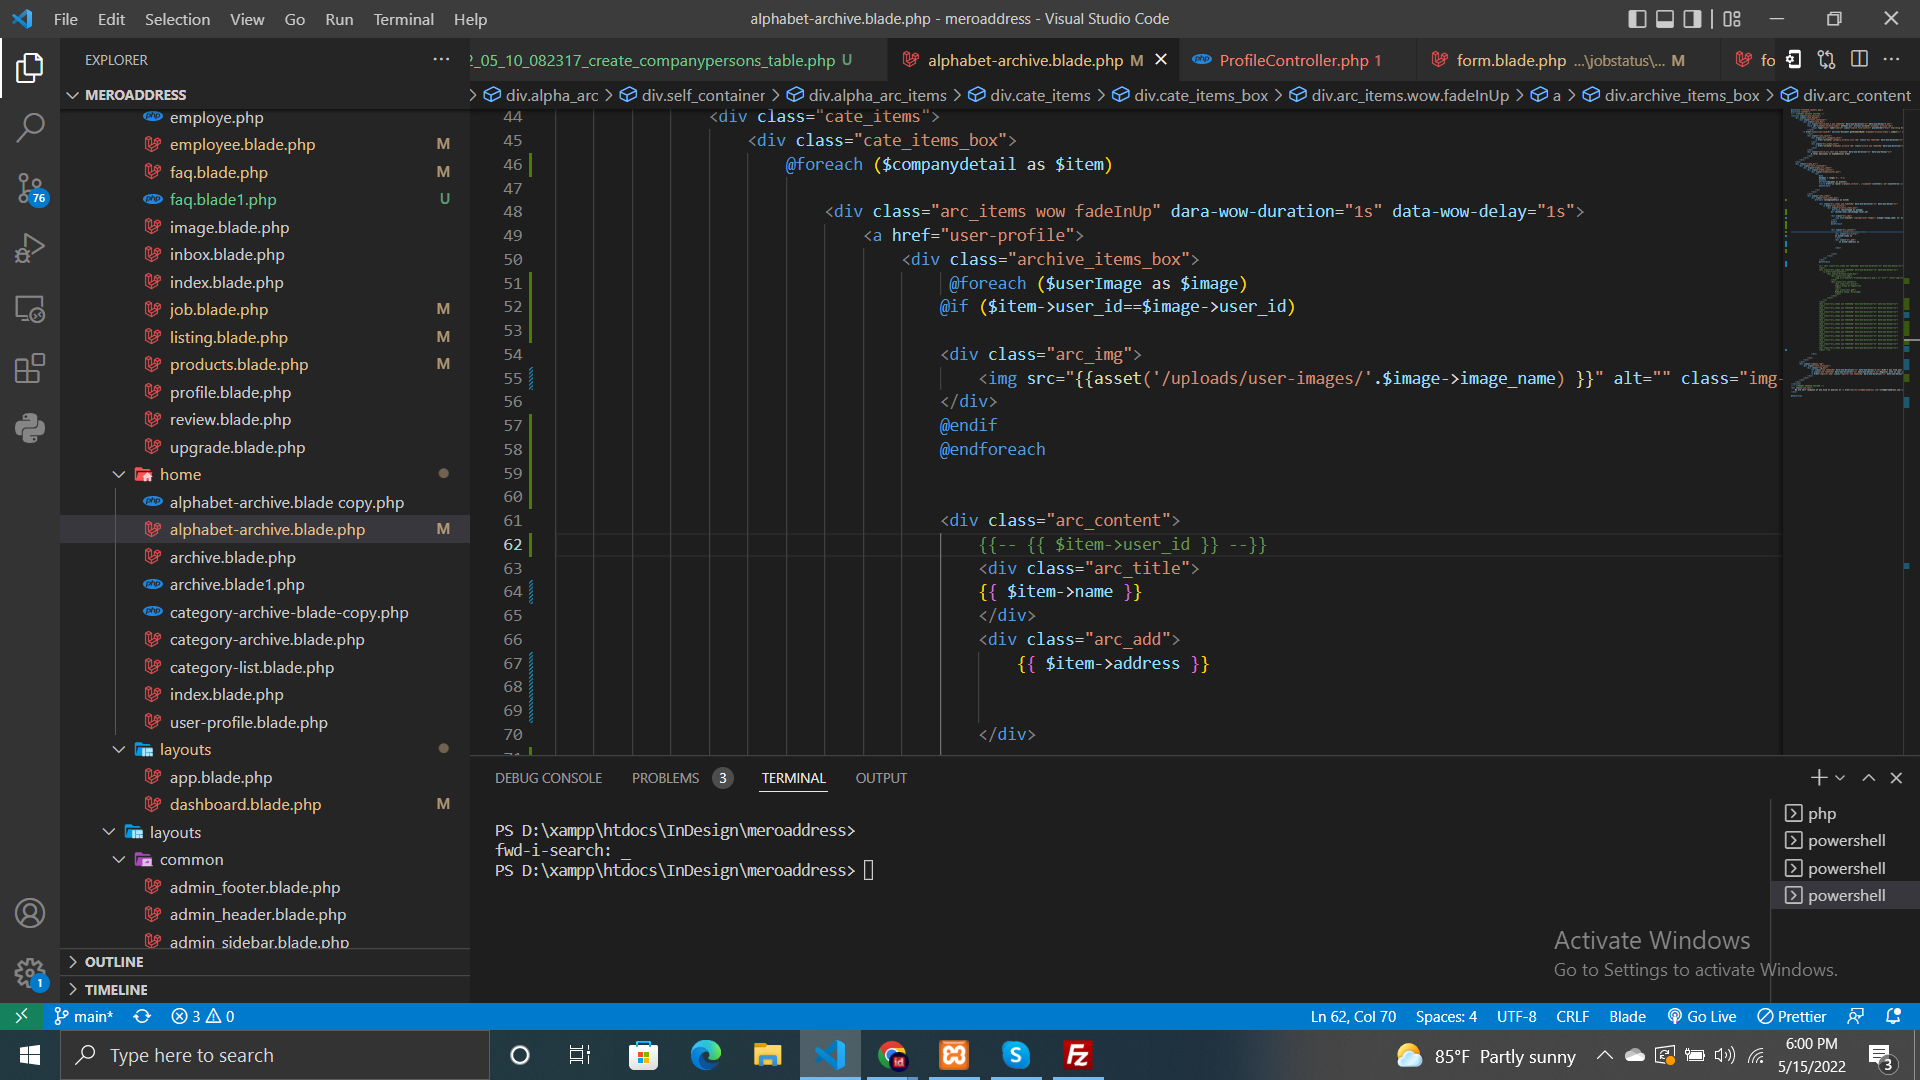 File Edit Selection View Go Run Terminal Help
alphabet-archive.blade.php - meroaddress - Visual Studio Code
EXPLORER
2_05_10_082317_create_companypersons_table.php U
alphabet-archive.blade.php M
ProfileController.php 1
form.blade.php ...\jobstatus\... M
fo
MEROADDRESS
div.alpha_arc > div.self_container > div.alpha_arc_items > div.cate_items > div.cate_items_box > div.arc_items.wow.fadeInUp > a > div.archive_items_box > div.arc_content
employe.php
employee.blade.php M
faq.blade.php M
faq.blade1.php U
image.blade.php
inbox.blade.php
index.blade.php
job.blade.php M
listing.blade.php M
products.blade.php M
profile.blade.php
review.blade.php
upgrade.blade.php
home
alphabet-archive.blade copy.php
alphabet-archive.blade.php M
archive.blade.php
archive.blade1.php
category-archive-blade-copy.php
category-archive.blade.php
category-list.blade.php
index.blade.php
user-profile.blade.php
layouts
app.blade.php
dashboard.blade.php M
layouts
common
admin_footer.blade.php
admin_header.blade.php
admin_sidebar.blade.php
OUTLINE
TIMELINE
76
1
44 <div class="cate_items">
45 <div class="cate_items_box">
46 @foreach ($companydetail as $item)
47
48 <div class="arc_items wow fadeInUp" dara-wow-duration="1s" data-wow-delay="1s">
49 <a href="user-profile">
50 <div class="archive_items_box">
51 @foreach ($userImage as $image)
52 @if ($item->user_id==$image->user_id)
53
54 <div class="arc_img">
55 <img src="{{asset('/uploads/user-images/'.$image->image_name) }}" alt="" class="img-
56 </div>
57 @endif
58 @endforeach
59
60
61 <div class="arc_content">
62 {{-- {{ $item->user_id }} --}}
63 <div class="arc_title">
64 {{ $item->name }}
65 </div>
66 <div class="arc_add">
67 {{ $item->address }}
68
69
70 </div>
DEBUG CONSOLE PROBLEMS 3 TERMINAL OUTPUT
PS D:\xampp\htdocs\InDesign\meroaddress>
fwd-i-search: _
PS D:\xampp\htdocs\InDesign\meroaddress>
php
powershell
powershell
powershell
Activate Windows
Go to Settings to activate Windows.
main* 3 0
Ln 62, Col 70 Spaces: 4 UTF-8 CRLF Blade Go Live Prettier
Type here to search
85°F Partly sunny
6:00 PM
5/15/2022
3